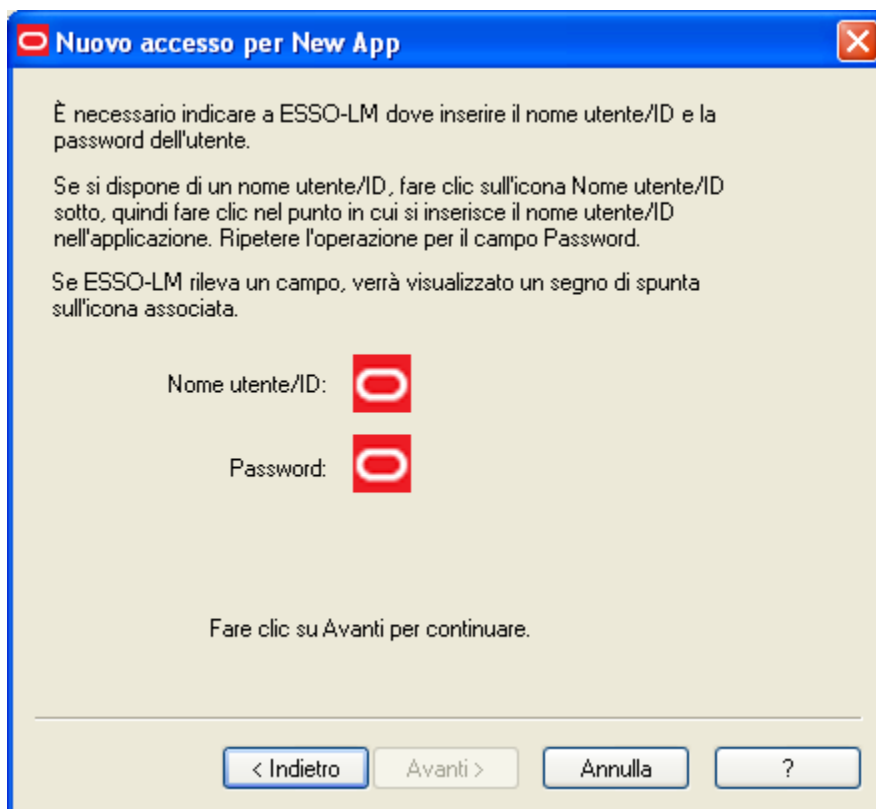 Nuovo accesso per New App
È necessario indicare a ESSO-LM dove inserire il nome utente/ID e la
password dell'utente.
Se si dispone di un nome utente/ID, fare clic sull'icona Nome utente/ID
sotto, quindi fare clic nel punto in cui si inserisce il nome utente/ID
nell'applicazione. Ripetere l'operazione per il campo Password.
Se ESSO-LM rileva un campo, verrà visualizzato un segno di spunta
sull'icona associata.
Nome utente/ID:
Password:
Fare clic su Avanti per continuare.
< Indietro Avanti > Annulla ?